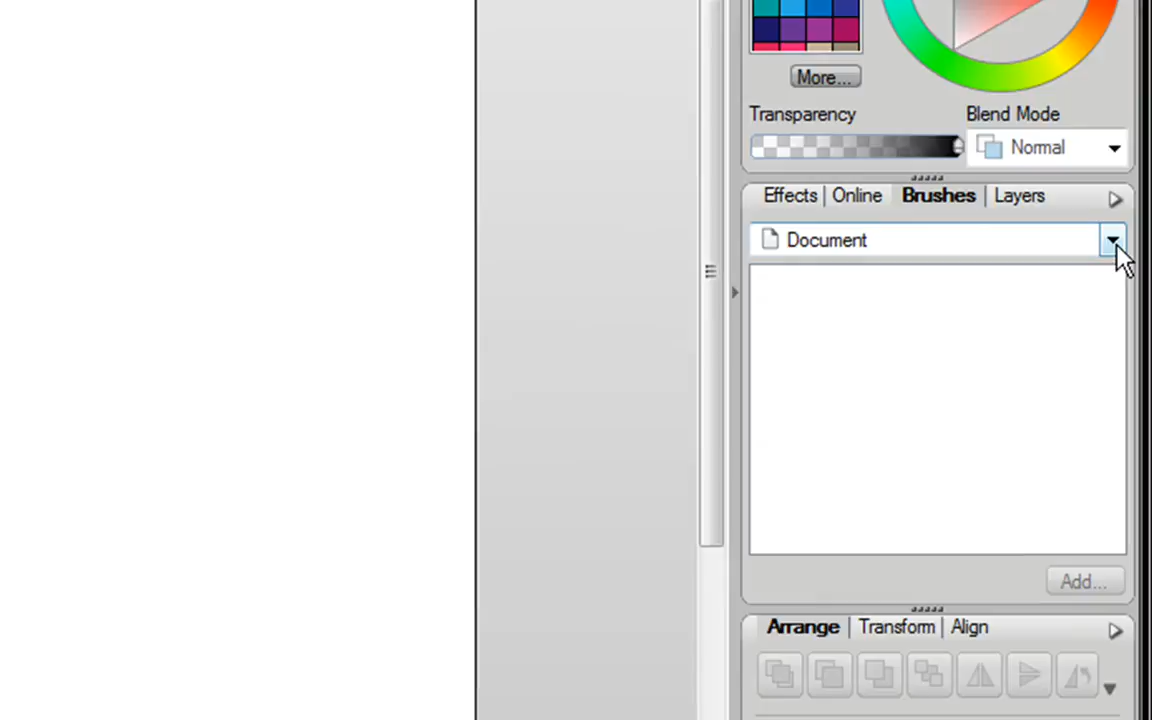 More...
Transparency Blend Mode
Normal
Effects | Online Brushes | Layers
Document
Add...
Arrange | Transform | Align